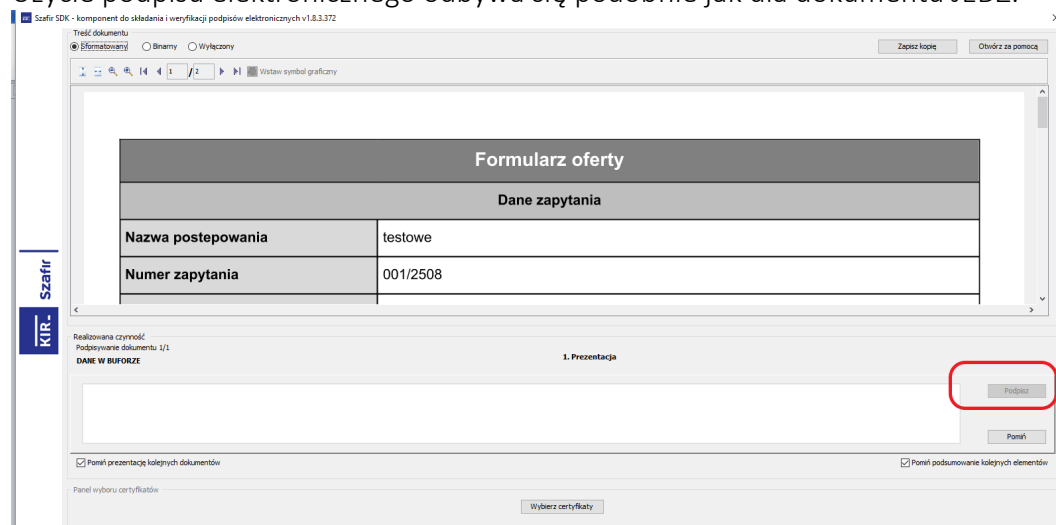 Użycie podpisu elektronicznego odbywa się podobnie jak dla dokumentu JEDZ.
Szafir SDK - komponent do składania i weryfikacji podpisów elektronicznych v1.8.3.372
Treść dokumentu
Sformatowany Binarny Wyłączony
Zapisz kopię Otwórz za pomocą
1 / 2 Wstaw symbol graficzny
Formularz oferty
Dane zapytania
Nazwa postepowania testowe
Numer zapytania 001/2508
KIR Szafir
Realizowana czynność
Podpisywanie dokumentu 1/1
DANE W BUFORZE
1. Prezentacja
Podpisz
Pomiń
Pomiń prezentację kolejnych dokumentów
Pomiń podsumowanie kolejnych elementów
Panel wyboru certyfikatów
Wybierz certyfikaty